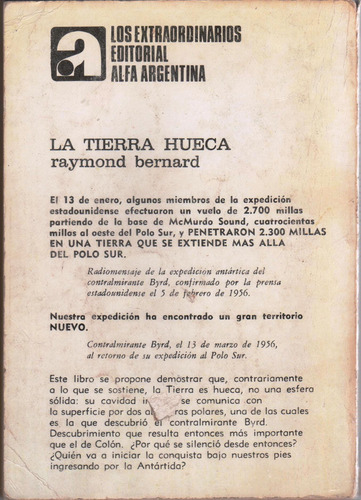 a
LOS EXTRAORDINARIOS
EDITORIAL
ALFA ARGENTINA
LA TIERRA HUECA
raymond bernard
El 13 de enero, algunos miembros de la expedición
estadounidense efectuaron un vuelo de 2.700 millas
partiendo de la base de McMurdo Sound, cuatrocientas
millas al oeste del Polo Sur, y PENETRARON 2.300 MILLAS
EN UNA TIERRA QUE SE EXTIENDE MAS ALLA
DEL POLO SUR.
Radiomensaje de la expedición antártica del
contralmirante Byrd, confirmado por la prensa
estadounidense el 5 de febrero de 1956.
Nuestra expedición ha encontrado un gran territorio
NUEVO.
Contralmirante Byrd, el 13 de marzo de 1956,
al retorno de su expedición al Polo Sur.
Este libro se propone demostrar que, contrariamente
a lo que se sostiene, la Tierra es hueca, no una esfera
sólida: su cavidad in se comunica con
la superficie por dos ras polares, una de las cuales
es la que descubrió el contralmirante Byrd.
Descubrimiento que resulta entonces más importante
que el de Colón. ¿Por qué se silenció desde entonces?
¿Quién va a iniciar la conquista bajo nuestros pies
ingresando por la Antártida?